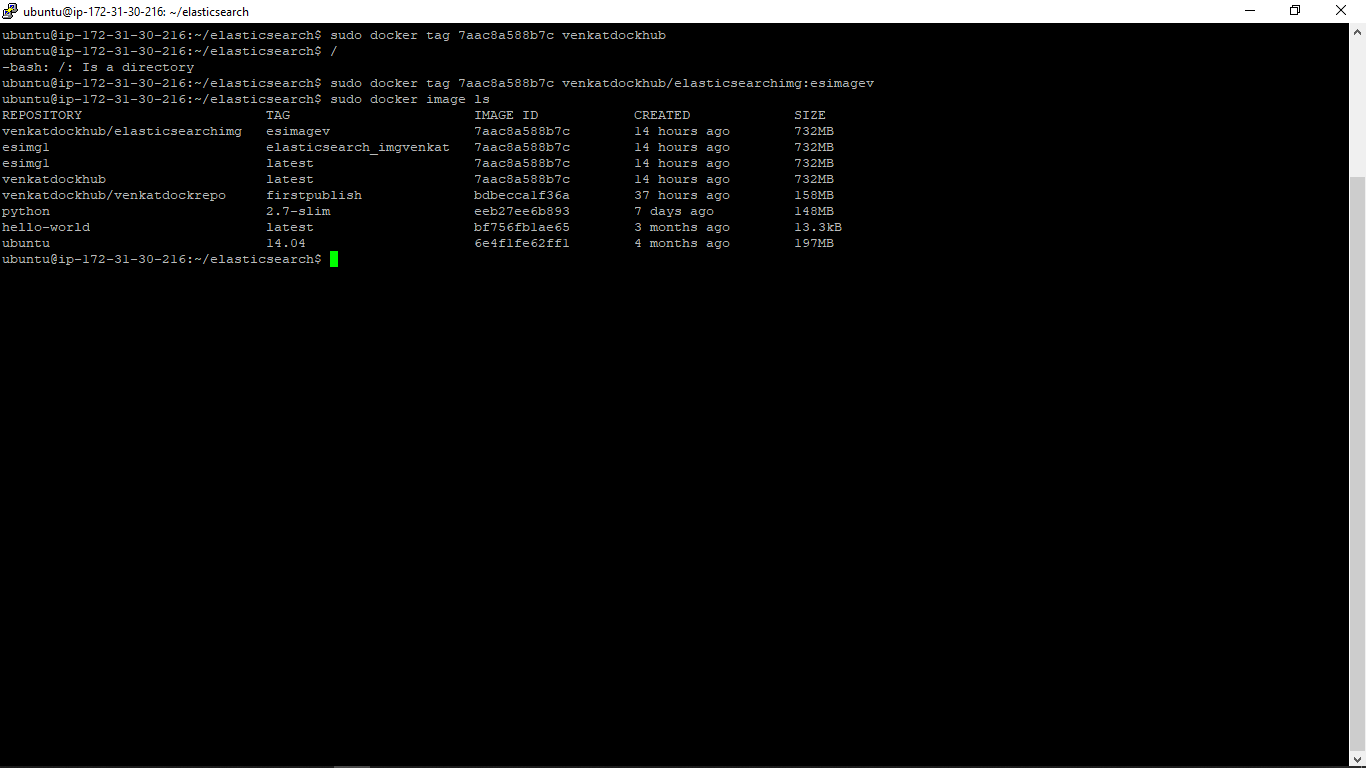 ubuntu@ip-172-31-30-216: ~/elasticsearch
ubuntu@ip-172-31-30-216:~/elasticsearch$ sudo docker tag 7aac8a588b7c venkatdockhub
ubuntu@ip-172-31-30-216:~/elasticsearch$ /
-bash: /: Is a directory
ubuntu@ip-172-31-30-216:~/elasticsearch$ sudo docker tag 7aac8a588b7c venkatdockhub/elasticsearchimg:esimagev
ubuntu@ip-172-31-30-216:~/elasticsearch$ sudo docker image ls
REPOSITORY TAG IMAGE ID CREATED SIZE
venkatdockhub/elasticsearchimg esimagev 7aac8a588b7c 14 hours ago 732MB
esimg1 elasticsearch_imgvenkat 7aac8a588b7c 14 hours ago 732MB
esimg1 latest 7aac8a588b7c 14 hours ago 732MB
venkatdockhub latest 7aac8a588b7c 14 hours ago 732MB
venkatdockhub/venkatdockrepo firstpublish bdbecca1f36a 37 hours ago 158MB
python 2.7-slim eeb27ee6b893 7 days ago 148MB
hello-world latest bf756fb1ae65 3 months ago 13.3kB
ubuntu 14.04 6e4f1fe62ff1 4 months ago 197MB
ubuntu@ip-172-31-30-216:~/elasticsearch$